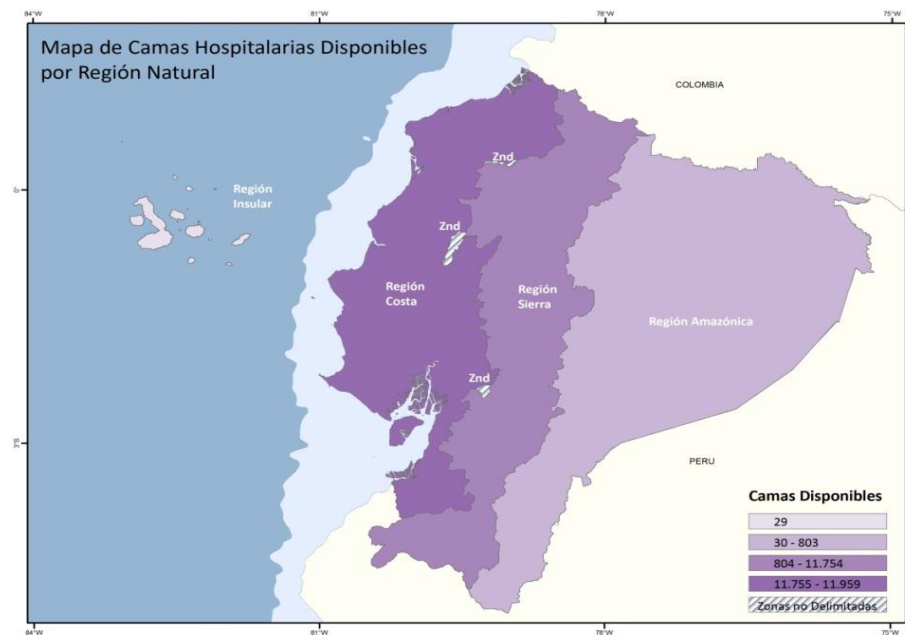 84°W
81°W
78°W
75°W
Mapa de Camas Hospitalarias Disponibles
por Región Natural
COLOMBIA
Znd
0°
Región
Insular
Znd
Región
Costa
Región
Sierra
Región Amazónica
Znd
3°S
PERU
Camas Disponibles
29
30 - 803
804 - 11.754
11.755 - 11.959
Zonas no Delimitadas
84°W
81°W
78°W
75°W